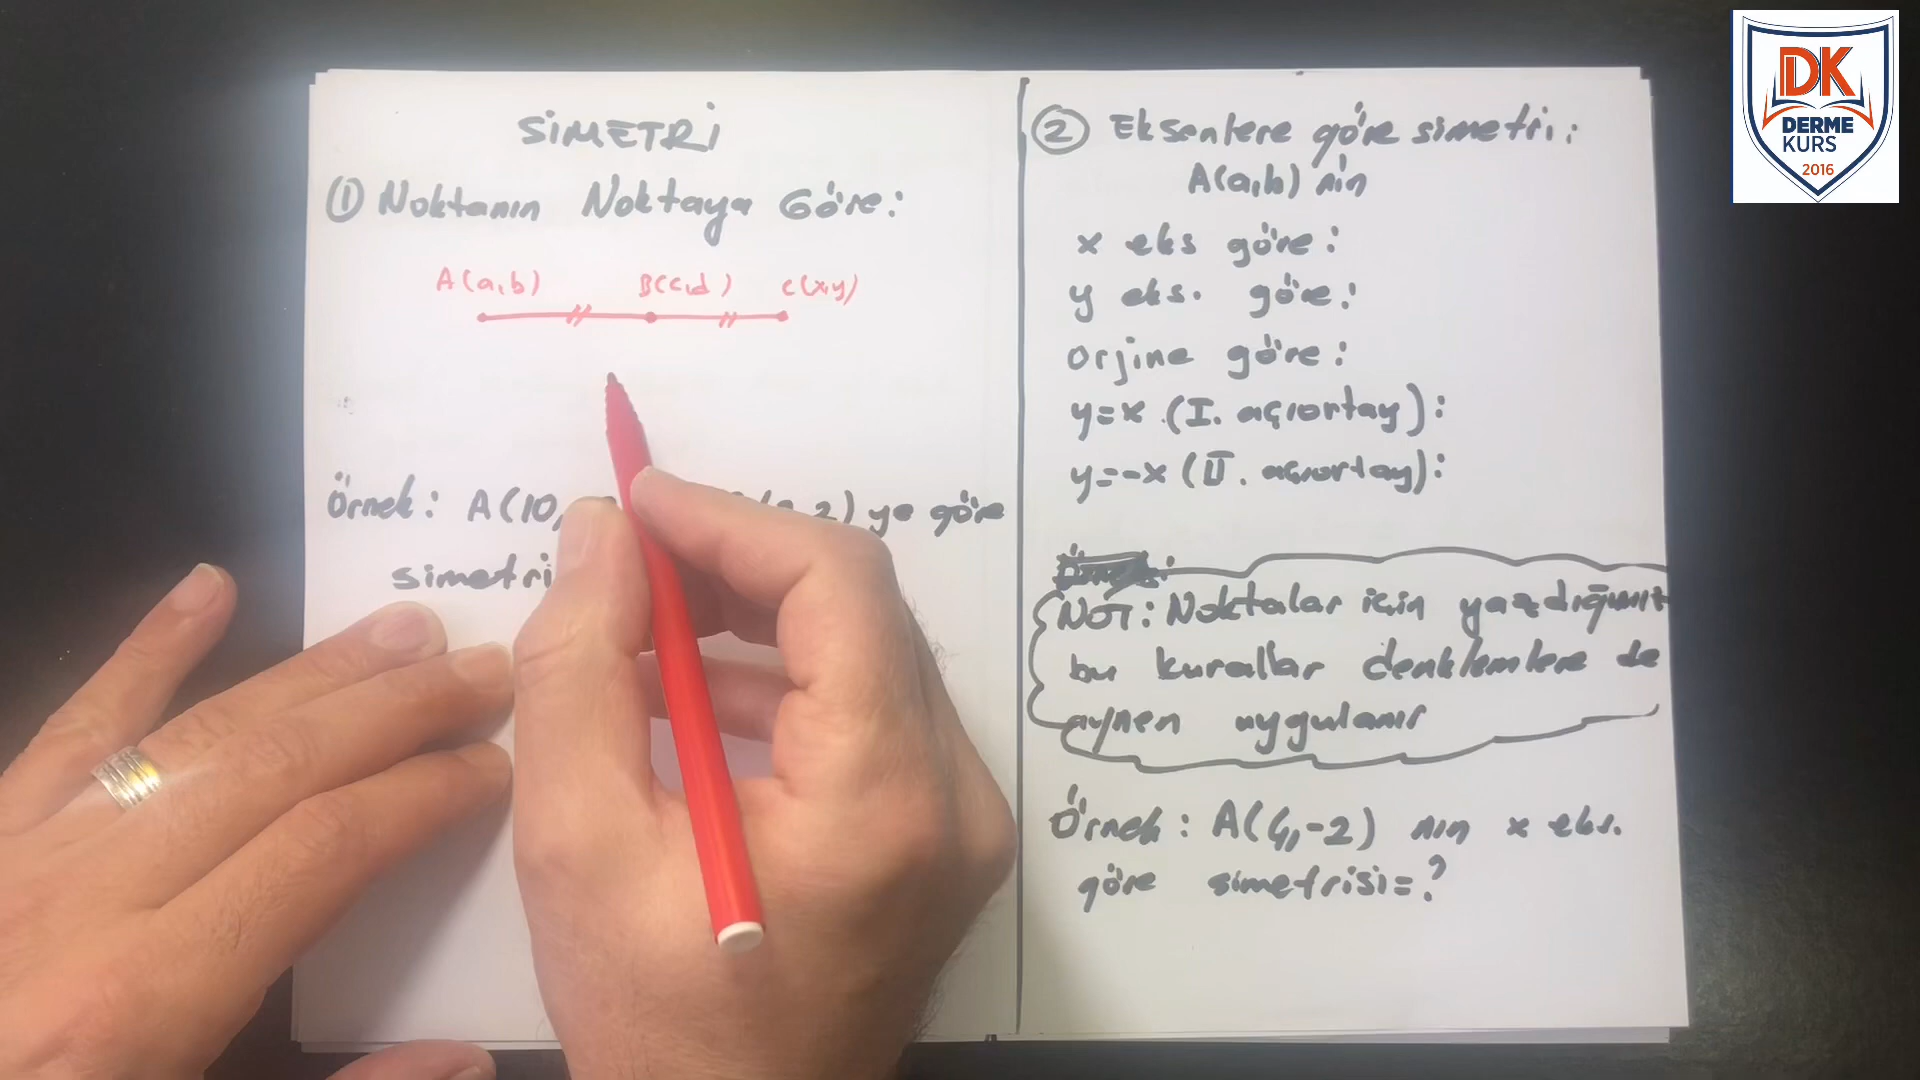 SİMETRİ
① Noktanın Noktaya Göre:
A(a,b) B(c,d) C(x,y)
Örnek: A(10, 2) ye göre
simetri
② Eksenlere göre simetri:
A(a,b) nin
x eks göre:
y eks. göre:
Orjine göre:
y=x (I. açıortay):
y=-x (II. açıortay):
NOT: Noktalar için yazdığımız
bu kurallar denklemlere de
aynen uygulanır
Örnek: A(4,-2) nin x eks.
göre simetrisi=?
DK
DERME
KURS
2016